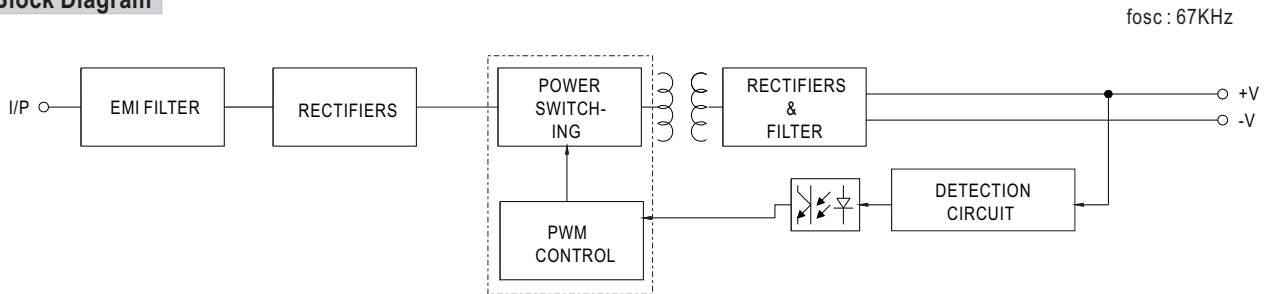 Block Diagram
fosc : 67KHz
I/P
EMI FILTER
RECTIFIERS
POWER
SWITCH-
ING
RECTIFIERS
&
FILTER
+V
-V
DETECTION
CIRCUIT
PWM
CONTROL